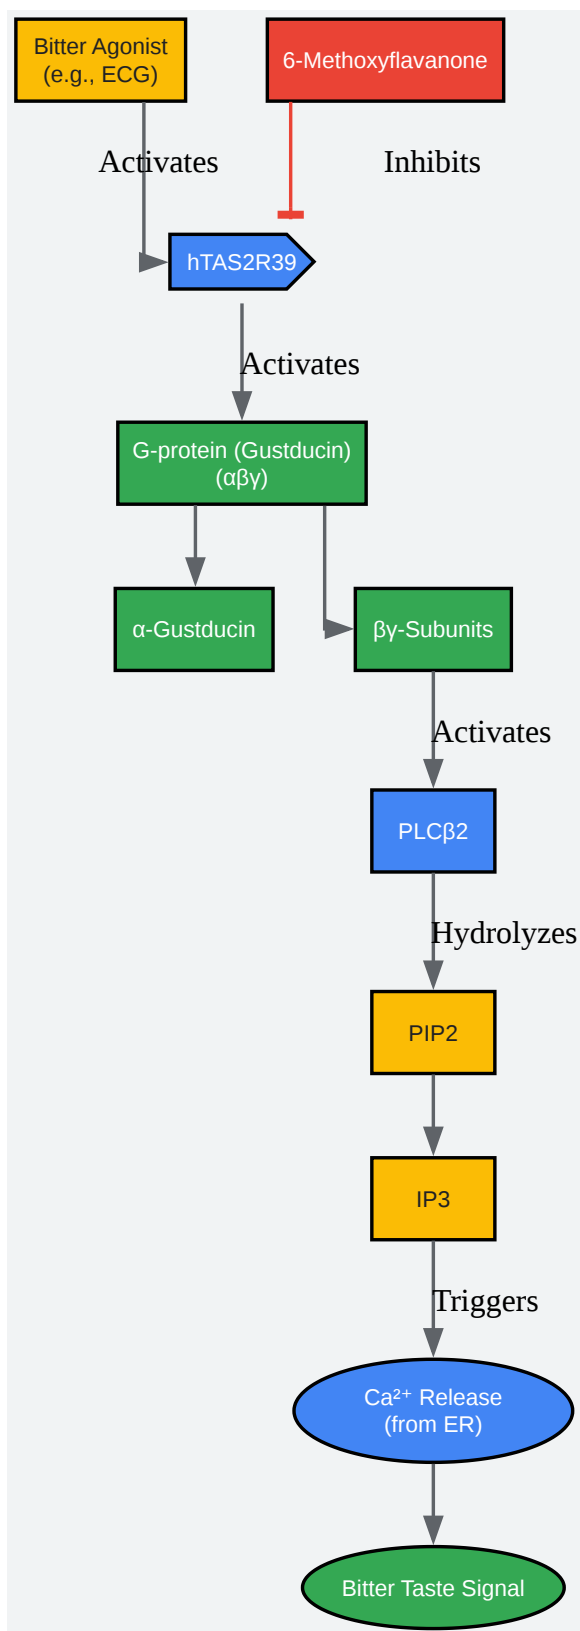 Bitter Agonist
(e.g., ECG)
6-Methoxyflavanone
Activates
Inhibits
hTAS2R39
Activates
G-protein (Gustducin)
(αβγ)
α-Gustducin
βγ-Subunits
Activates
PLCβ2
Hydrolyzes
PIP2
IP3
Triggers
Ca²⁺ Release
(from ER)
Bitter Taste Signal